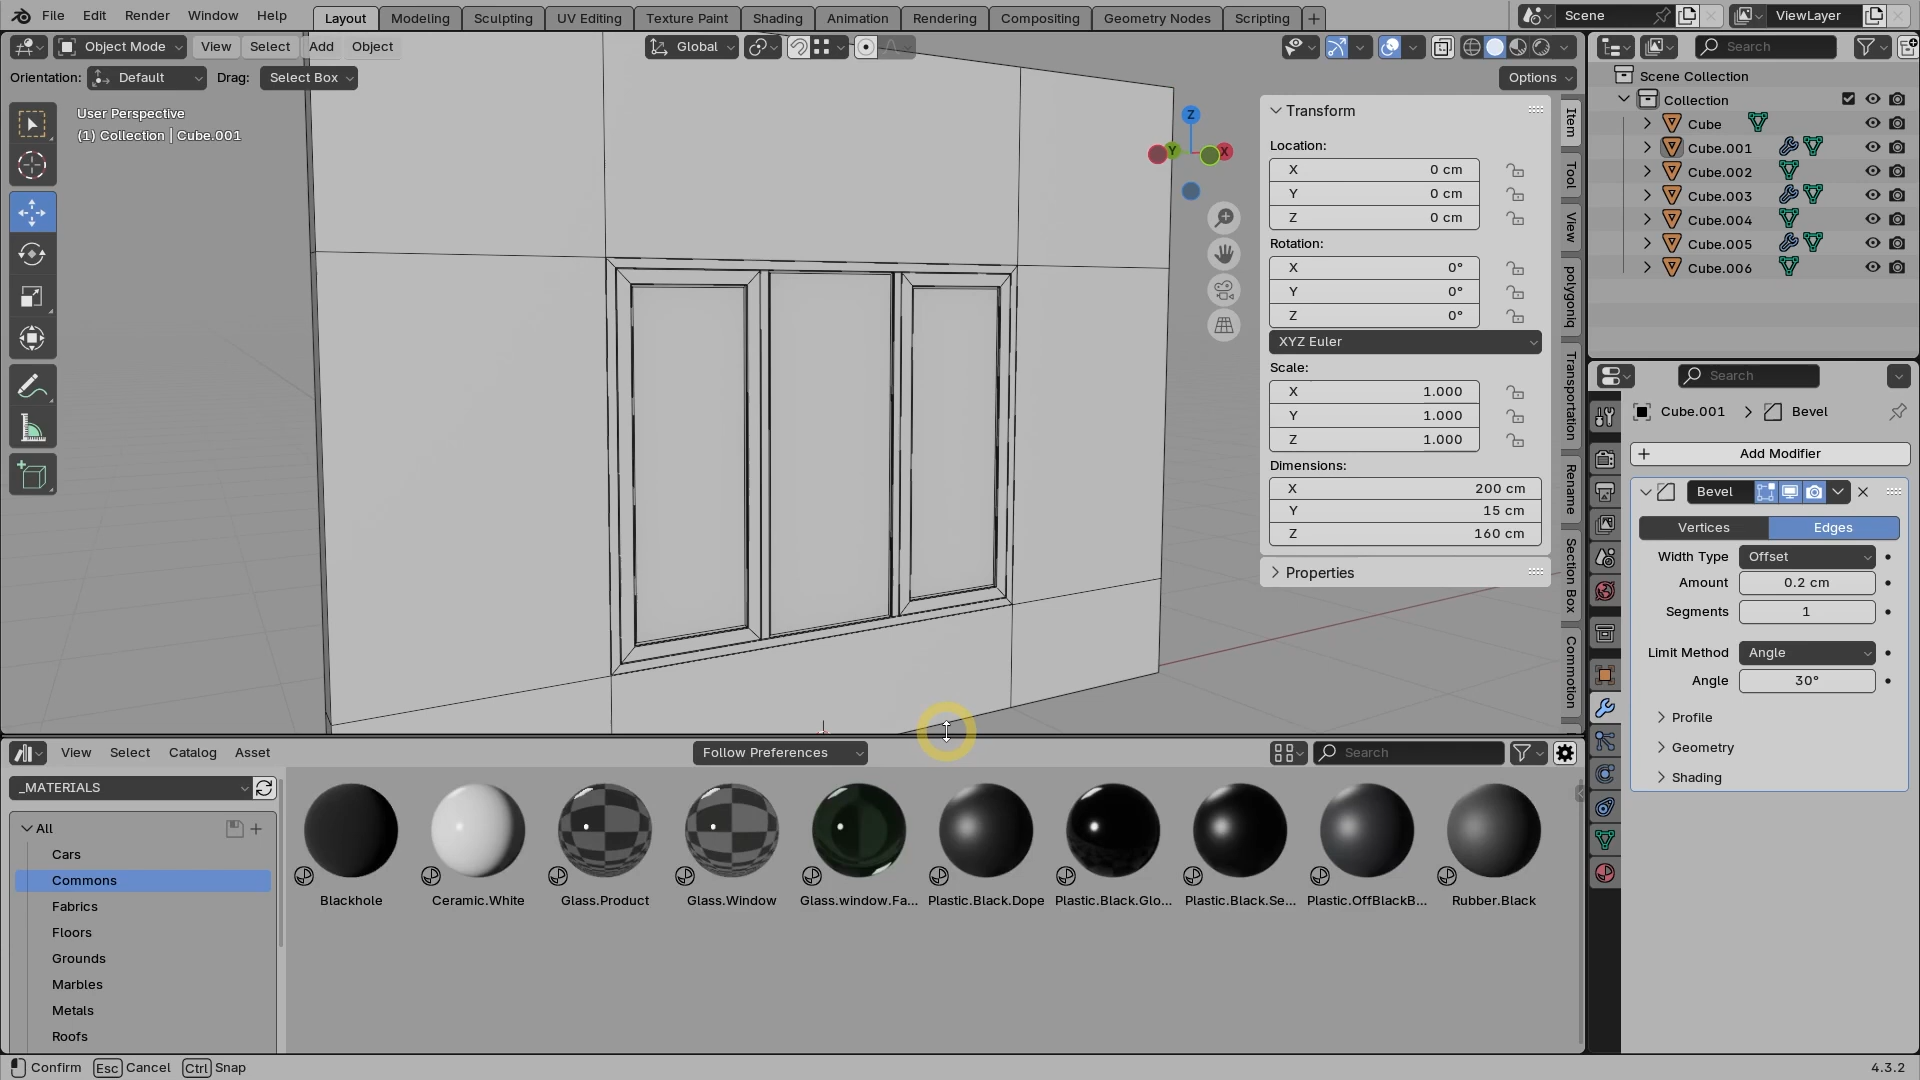 File Edit Render Window Help Layout Modeling Sculpting UV Editing Texture Paint Shading Animation Rendering Compositing Geometry Nodes Scripting + Scene ViewLayer
Object Mode View Select Add Object Global Search
Orientation: Default Drag: Select Box Options
User Perspective
(1) Collection | Cube.001
Z
Y
X
Transform
Location:
X 0 cm
Y 0 cm
Z 0 cm
Rotation:
X 0°
Y 0°
Z 0°
XYZ Euler
Scale:
X 1.000
Y 1.000
Z 1.000
Dimensions:
X 200 cm
Y 15 cm
Z 160 cm
Properties
Item
Tool
View
polygoniq
Transportation
Rename
Section Box
Commotion
Scene Collection
Collection
Cube
Cube.001
Cube.002
Cube.003
Cube.004
Cube.005
Cube.006
Search
Cube.001 > Bevel
+ Add Modifier
Bevel
Vertices Edges
Width Type Offset
Amount 0.2 cm
Segments 1
Limit Method Angle
Angle 30°
Profile
Geometry
Shading
View Select Catalog Asset Follow Preferences Search
_MATERIALS
All
Cars
Commons
Fabrics
Floors
Grounds
Marbles
Metals
Roofs
Blackhole Ceramic.White Glass.Product Glass.Window Glass.window.Fa... Plastic.Black.Dope Plastic.Black.Glo... Plastic.Black.Se... Plastic.OffBlackB... Rubber.Black
Confirm Esc Cancel Ctrl Snap 4.3.2